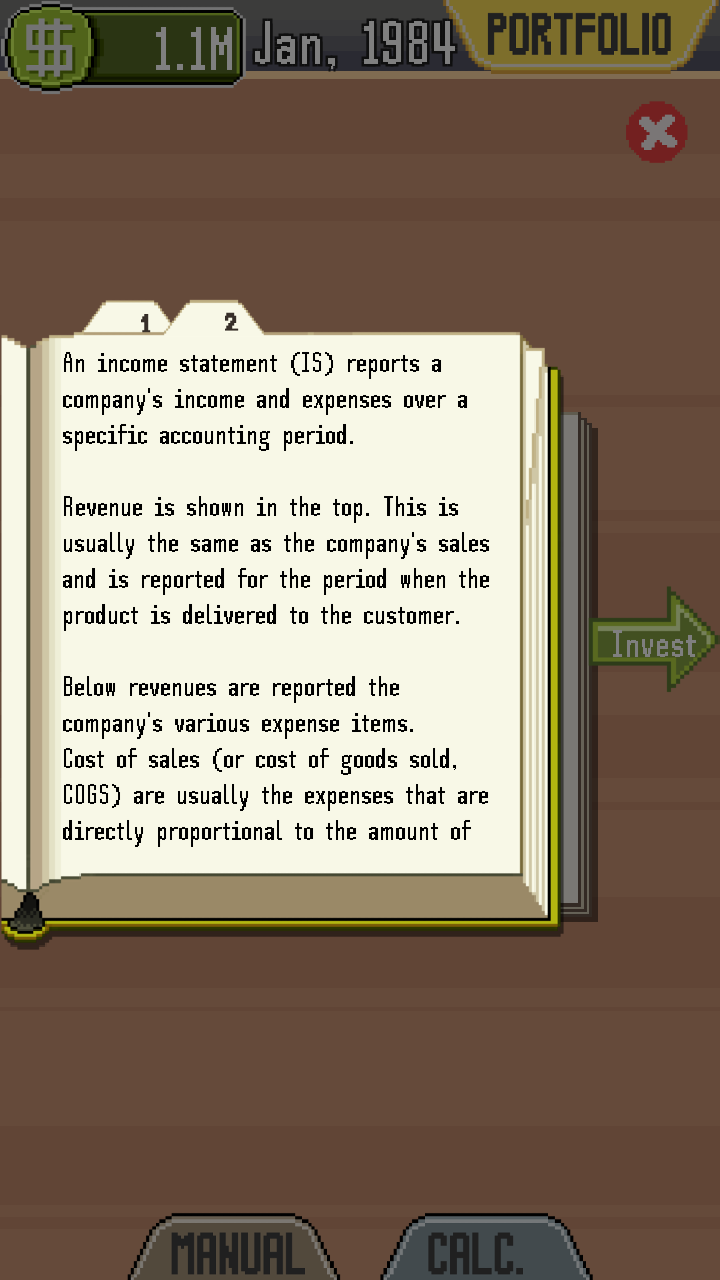 $ 1.1M Jan, 1984 PORTFOLIO
1 2
An income statement (IS) reports a
company's income and expenses over a
specific accounting period.
Revenue is shown in the top. This is
usually the same as the company's sales
and is reported for the period when the
product is delivered to the customer.
Below revenues are reported the
company's various expense items.
Cost of sales (or cost of goods sold,
COGS) are usually the expenses that are
directly proportional to the amount of
Invest
MANUAL CALC.